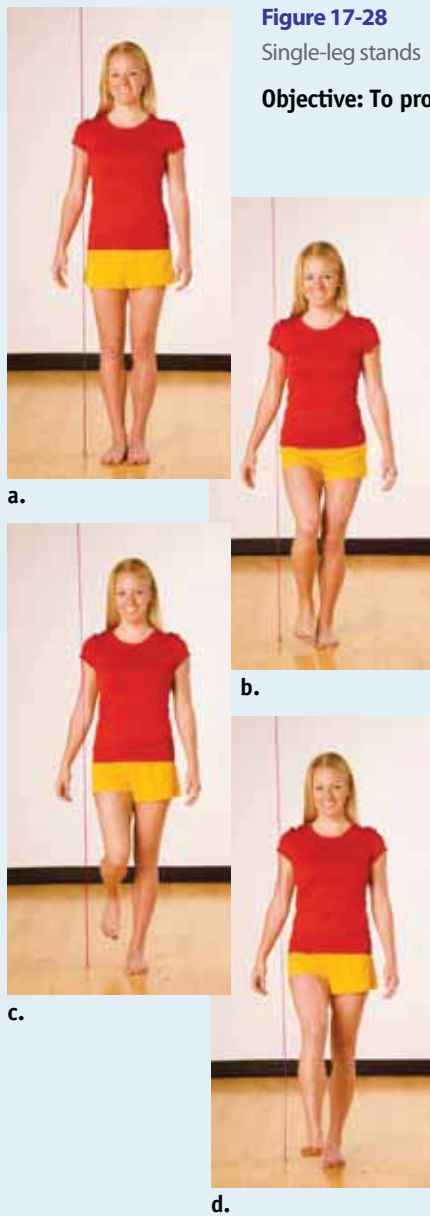 Figure 17-28
Single-leg stands
Objective: To pro
a.
b.
c.
d.